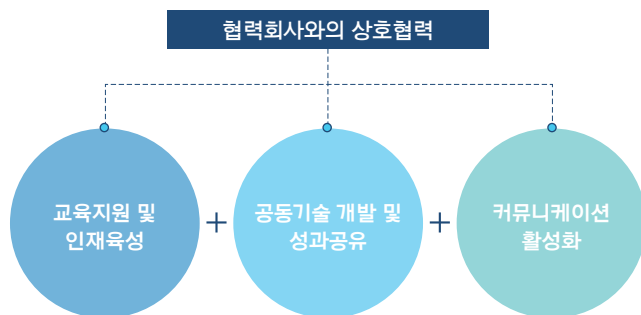 협력회사와의 상호협력
교육지원 및
인재육성
+
공동기술 개발 및
성과공유
+
커뮤니케이션
활성화